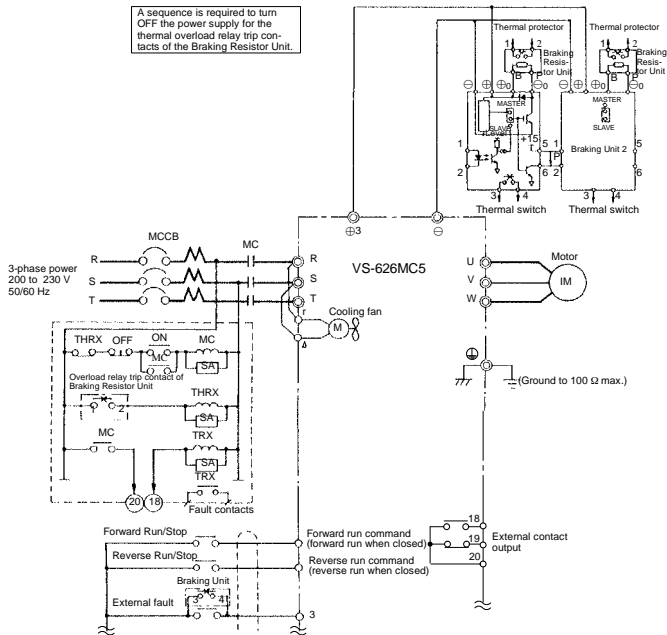 A sequence is required to turn
OFF the power supply for the
thermal overload relay trip con-
tacts of the Braking Resistor Unit.
Thermal protector
Thermal protector
1 2
1 2
Braking
Resis-
tor Unit
Braking
Resis-
tor Unit
B P
B P
⊖ ⊕ ⊕0 ⊖0
⊖ ⊕ ⊕0 ⊖0
MASTER
SLAVE
Level
+15
MASTER
SLAVE
Braking Unit 2
1
2
5
6
1 P
2
5
6
3 4
3 4
Thermal switch
Thermal switch
⊕3
⊖
MCCB
MC
3-phase power
200 to 230 V
50/60 Hz
R
S
T
R
S
T
r
VS-626MC5
U
V
W
Motor
IM
Cooling fan
M
(Ground to 100 Ω max.)
THRX OFF ON MC
MC
SA
Overload relay trip contact of
Braking Resistor Unit
1 2
THRX
SA
MC
TRX
SA
TRX
20 18
Fault contacts
Forward Run/Stop
Forward run command
(forward run when closed)
Reverse Run/Stop
Reverse run command
(reverse run when closed)
Braking Unit
3 4
External fault
3
18
19
20
External contact
output